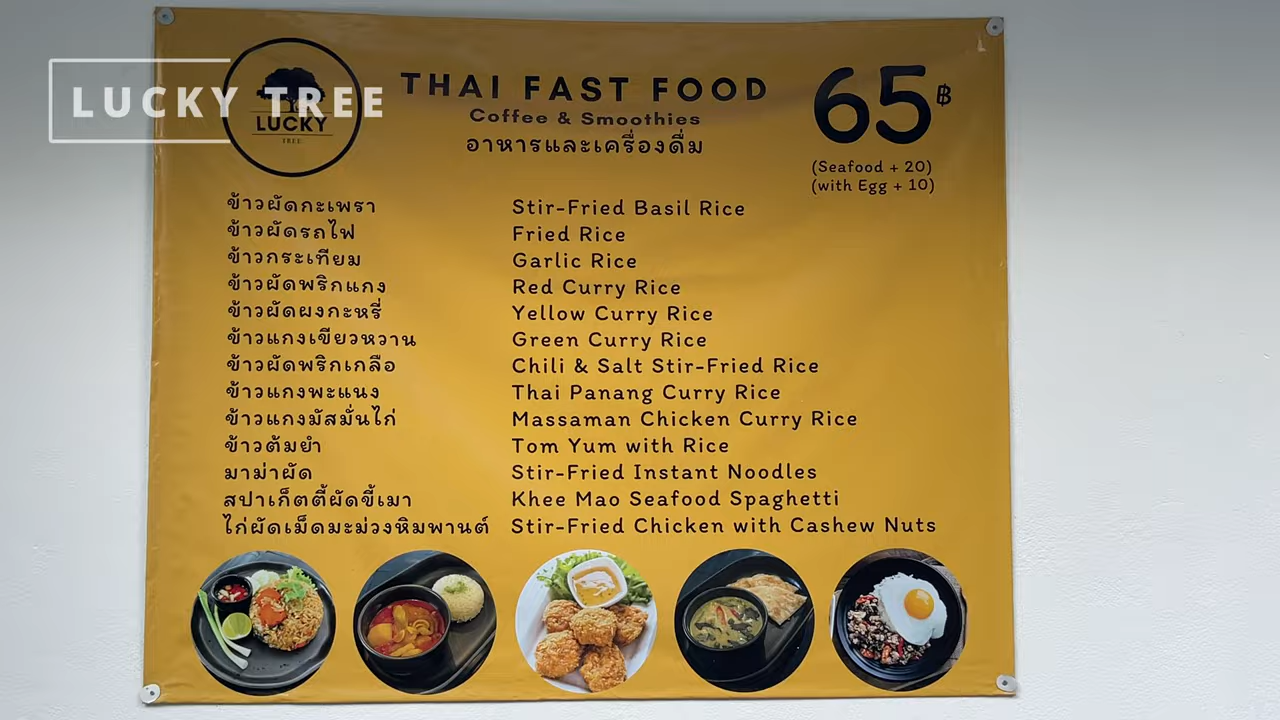 LUCKY TREE
LUCKY
TREE
THAI FAST FOOD
Coffee & Smoothies
อาหารและเครื่องดื่ม
65฿
(Seafood + 20)
(with Egg + 10)
ข้าวผัดกะเพรา Stir-Fried Basil Rice
ข้าวผัดรถไฟ Fried Rice
ข้าวกระเทียม Garlic Rice
ข้าวผัดพริกแกง Red Curry Rice
ข้าวผัดผงกะหรี่ Yellow Curry Rice
ข้าวแกงเขียวหวาน Green Curry Rice
ข้าวผัดพริกเกลือ Chili & Salt Stir-Fried Rice
ข้าวแกงพะแนง Thai Panang Curry Rice
ข้าวแกงมัสมั่นไก่ Massaman Chicken Curry Rice
ข้าวต้มยำ Tom Yum with Rice
มาม่าผัด Stir-Fried Instant Noodles
สปาเก็ตตี้ผัดขี้เมา Khee Mao Seafood Spaghetti
ไก่ผัดเม็ดมะม่วงหิมพานต์ Stir-Fried Chicken with Cashew Nuts